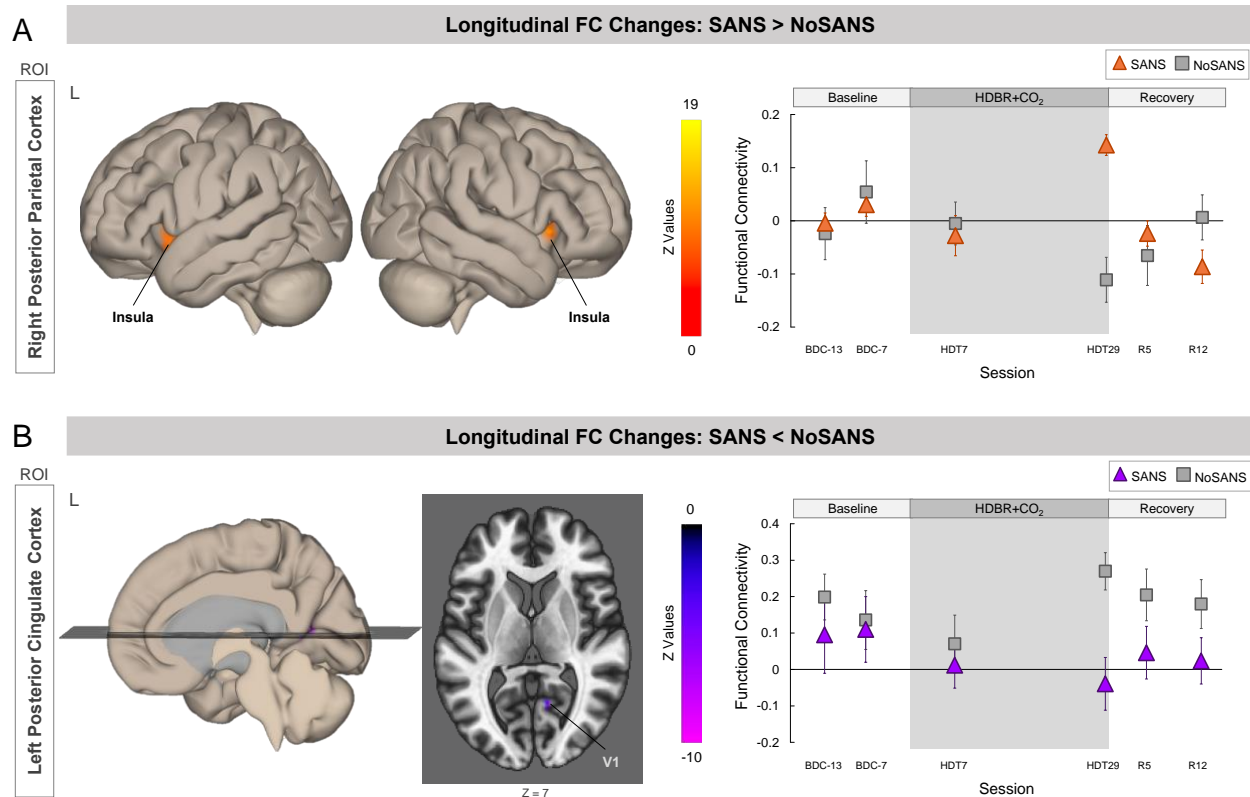 A
Longitudinal FC Changes: SANS > NoSANS
ROI
Right Posterior Parietal Cortex
L
Insula
Insula
19
Z Values
0
SANS
NoSANS
Baseline
HDBR+CO₂
Recovery
Functional Connectivity
0.2
0.1
0
-0.1
-0.2
BDC-13
BDC-7
HDT7
HDT29
R5
R12
Session
B
Longitudinal FC Changes: SANS < NoSANS
ROI
Left Posterior Cingulate Cortex
L
V1
Z = 7
0
Z Values
-10
SANS
NoSANS
Baseline
HDBR+CO₂
Recovery
Functional Connectivity
0.4
0.3
0.2
0.1
0
-0.1
-0.2
BDC-13
BDC-7
HDT7
HDT29
R5
R12
Session